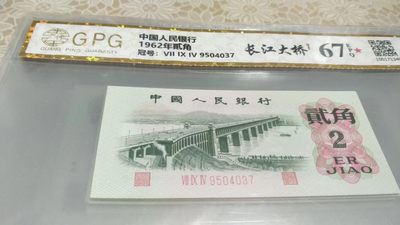 GPG
GUANG PING GUARANTY
中国人民银行
1962年贰角
冠号: VII IX IV 9504037
长江大桥
67 EPQ ★
中國人民銀行
貳角
2
ER
JIAO
VII IX IV 9504037